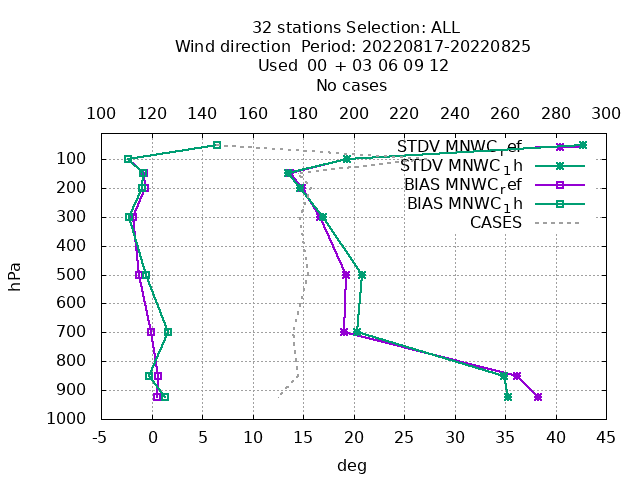 32 stations Selection: ALL
Wind direction  Period: 20220817-20220825
Used  00 + 03 06 09 12
No cases
100 120 140 160 180 200 220 240 260 280 300
STDV MNWC_ref
STDV MNWC_1h
BIAS MNWC_ref
BIAS MNWC_1h
CASES
100
200
300
400
500
600
700
800
900
1000
hPa
-5 0 5 10 15 20 25 30 35 40 45
deg